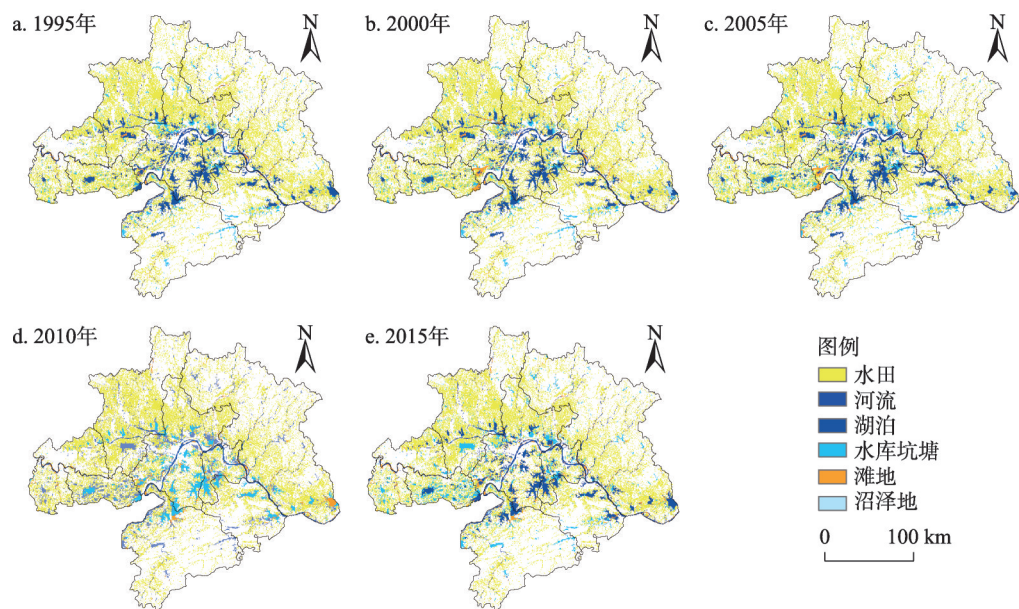 a. 1995年
N
b. 2000年
N
c. 2005年
N
d. 2010年
N
e. 2015年
N
图例
水田
河流
湖泊
水库坑塘
滩地
沼泽地
0 100 km